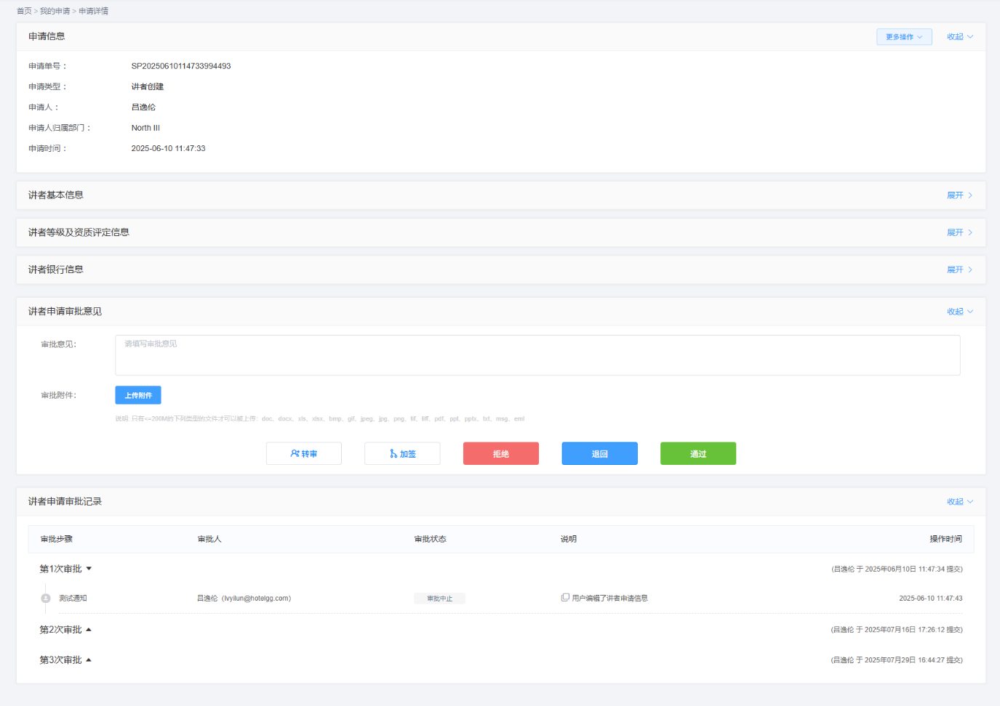 首页 > 我的申请 > 申请详情
申请信息 更多操作 收起
申请单号： SP20250610114733994493
申请类型： 讲者创建
申请人： 吕逸伦
申请人归属部门： North III
申请时间： 2025-06-10 11:47:33
讲者基本信息 展开
讲者等级及资质评定信息 展开
讲者银行信息 展开
讲者申请审批意见 收起
审批意见： 请填写审批意见
审批附件： 上传附件
说明: 只有<=200M的下列类型的文件才可以被上传：doc、docx、xls、xlsx、bmp、gif、jpeg、jpg、png、tif、tiff、pdf、ppt、pptx、txt、msg、eml
转审 加签 拒绝 退回 通过
讲者申请审批记录 收起
审批步骤 审批人 审批状态 说明 操作时间
第1次审批 (吕逸伦 于 2025年06月10日 11:47:34 提交)
测试通知 吕逸伦（lvyilun@hotelgg.com） 审批中止 用户编辑了讲者申请信息 2025-06-10 11:47:43
第2次审批 (吕逸伦 于 2025年07月16日 17:26:12 提交)
第3次审批 (吕逸伦 于 2025年07月29日 16:44:27 提交)